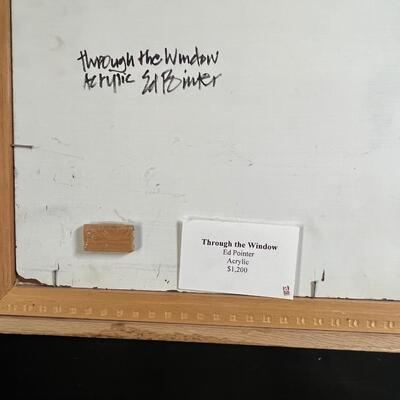 through the Window
Acrylic Ed Pointer
Through the Window
Ed Pointer
Acrylic
$1,200